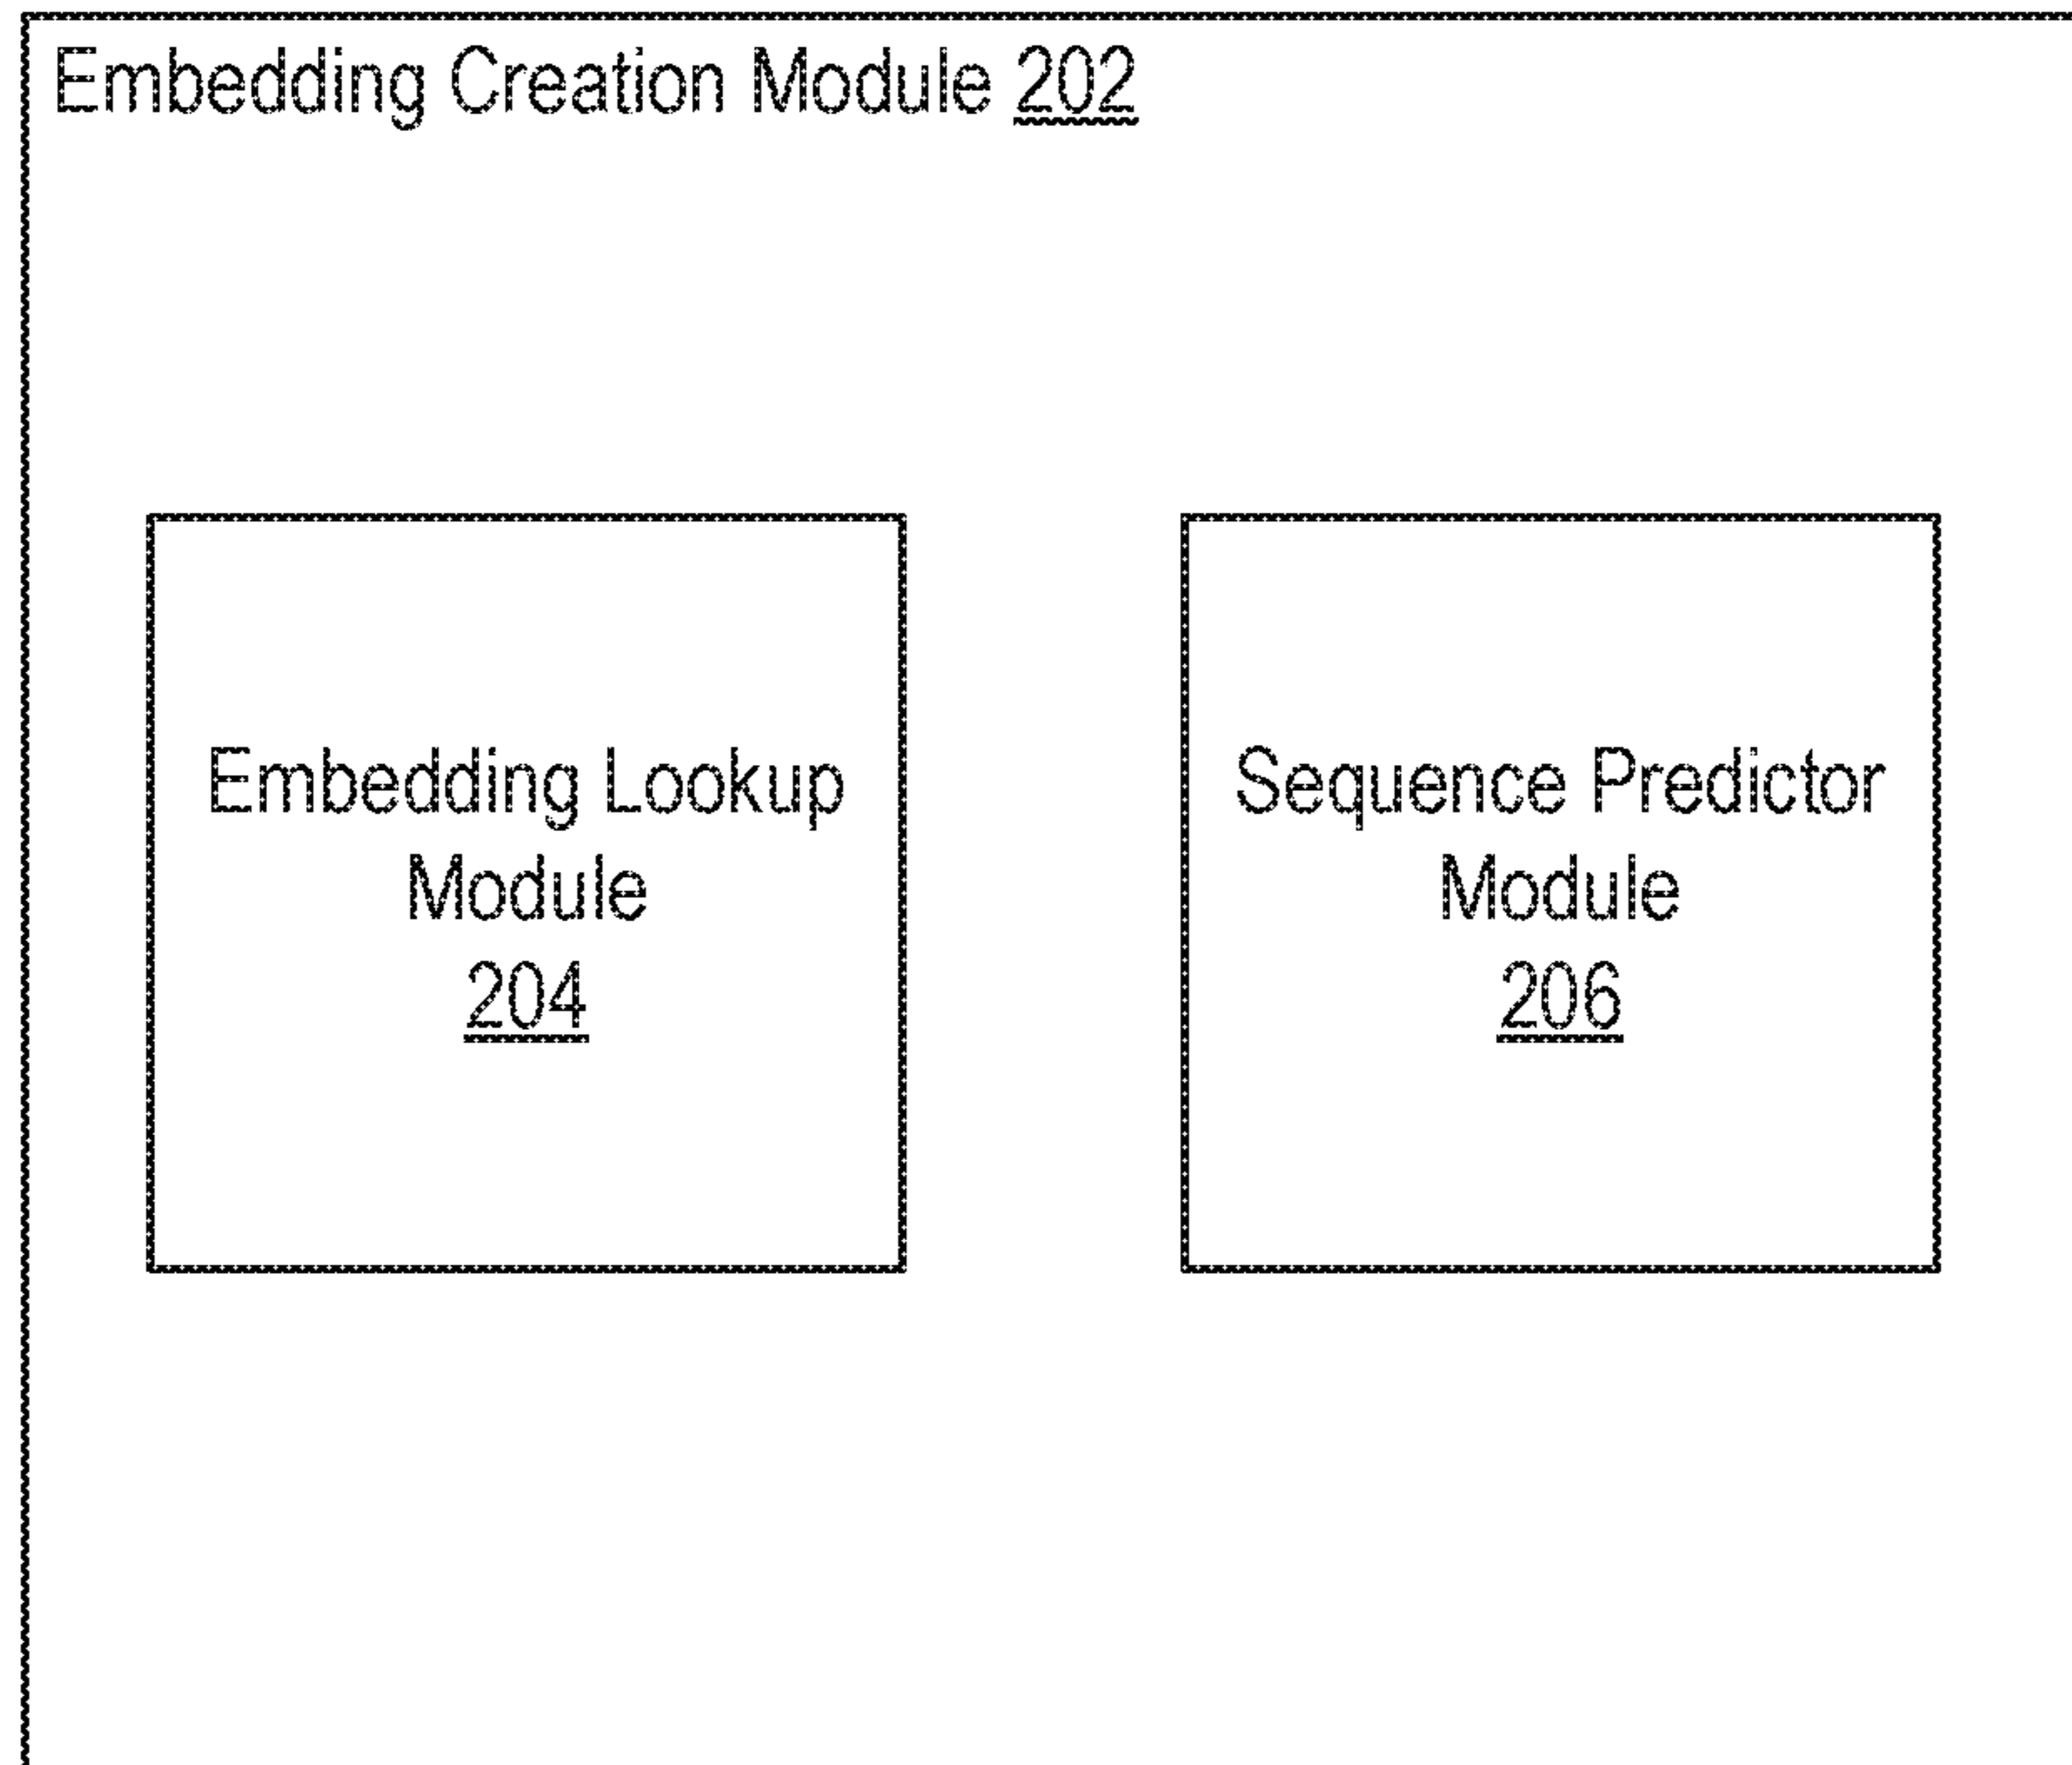 Embedding Creation Module 202
Embedding Lookup
Module
204
Sequence Predictor
Module
206